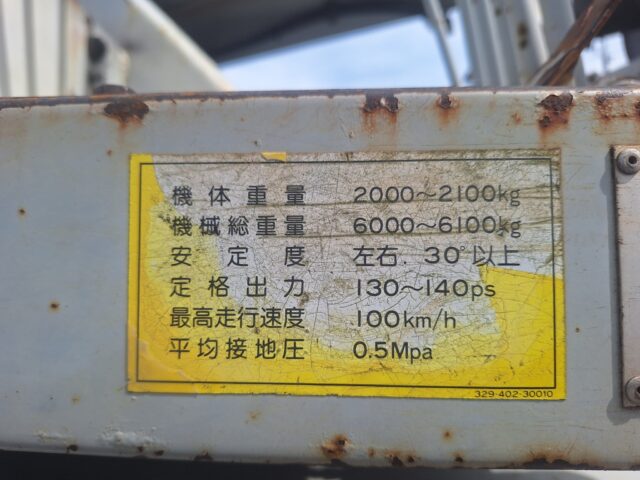 機体重量 2000～2100kg
機械総重量 6000～6100kg
安定度 左右 30°以上
定格出力 130～140ps
最高走行速度 100km/h
平均接地圧 0.5Mpa
329-402-30010